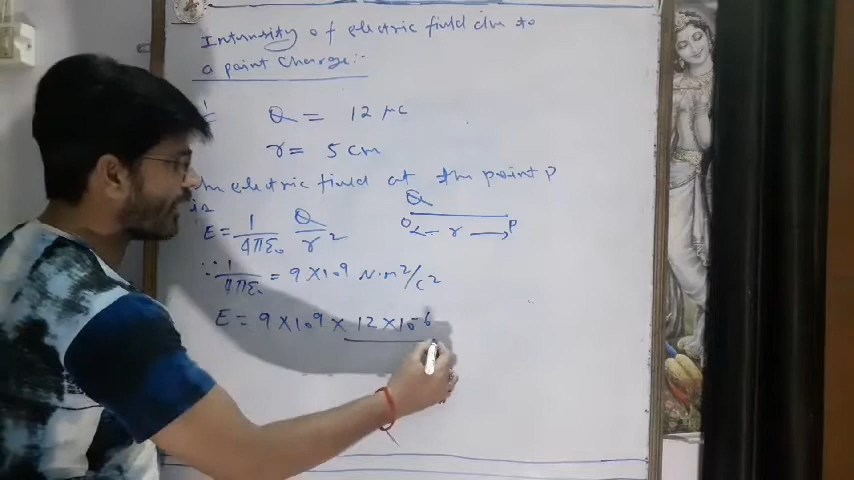 Intensity of electric field due to
a point charge:-
Q = 12 μC
r = 5 cm
electric field at the point P
is
Q
O P
r
E = 1/4πε₀ Q/r²
∵ 1/4πε₀ = 9×10⁹ N·m²/C²
E = 9×10⁹ × 12×10⁻⁶